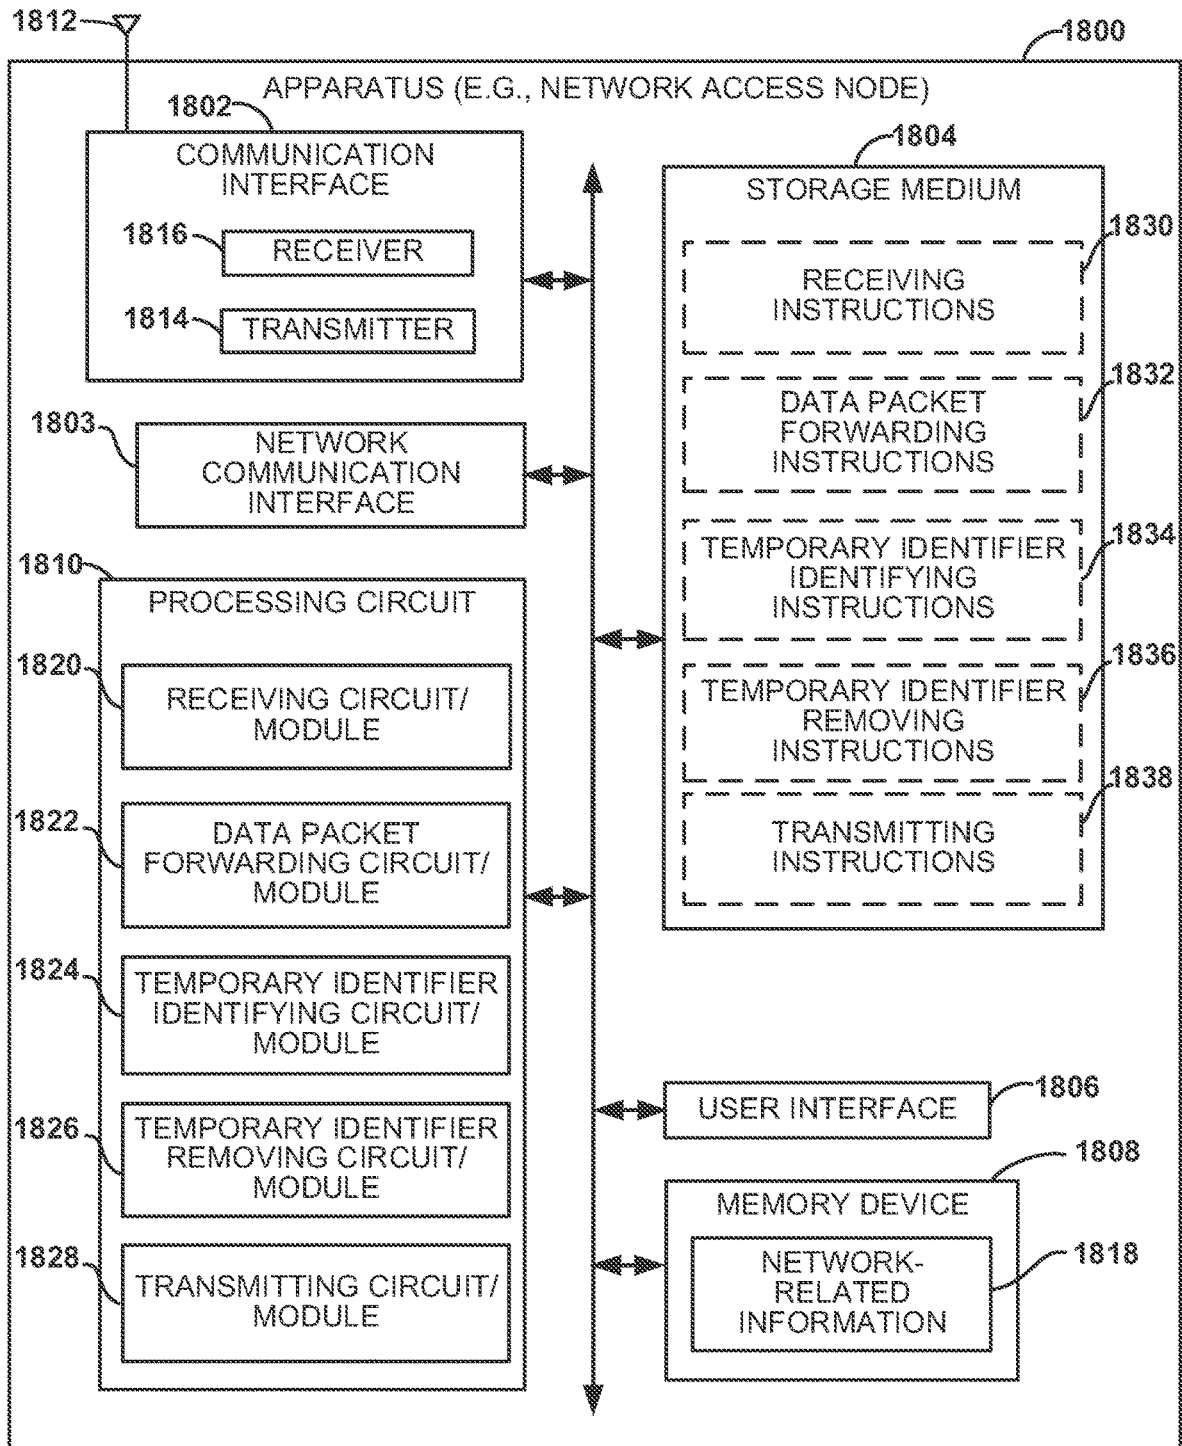 1812
1800
APPARATUS (E.G., NETWORK ACCESS NODE)
1802
COMMUNICATION
INTERFACE
1816
RECEIVER
1814
TRANSMITTER
1803
NETWORK
COMMUNICATION
INTERFACE
1810
PROCESSING CIRCUIT
1820
RECEIVING CIRCUIT/
MODULE
1822
DATA PACKET
FORWARDING CIRCUIT/
MODULE
1824
TEMPORARY IDENTIFIER
IDENTIFYING CIRCUIT/
MODULE
1826
TEMPORARY IDENTIFIER
REMOVING CIRCUIT/
MODULE
1828
TRANSMITTING CIRCUIT/
MODULE
1804
STORAGE MEDIUM
1830
RECEIVING
INSTRUCTIONS
1832
DATA PACKET
FORWARDING
INSTRUCTIONS
1834
TEMPORARY IDENTIFIER
IDENTIFYING
INSTRUCTIONS
1836
TEMPORARY IDENTIFIER
REMOVING
INSTRUCTIONS
1838
TRANSMITTING
INSTRUCTIONS
1806
USER INTERFACE
1808
MEMORY DEVICE
1818
NETWORK-
RELATED
INFORMATION